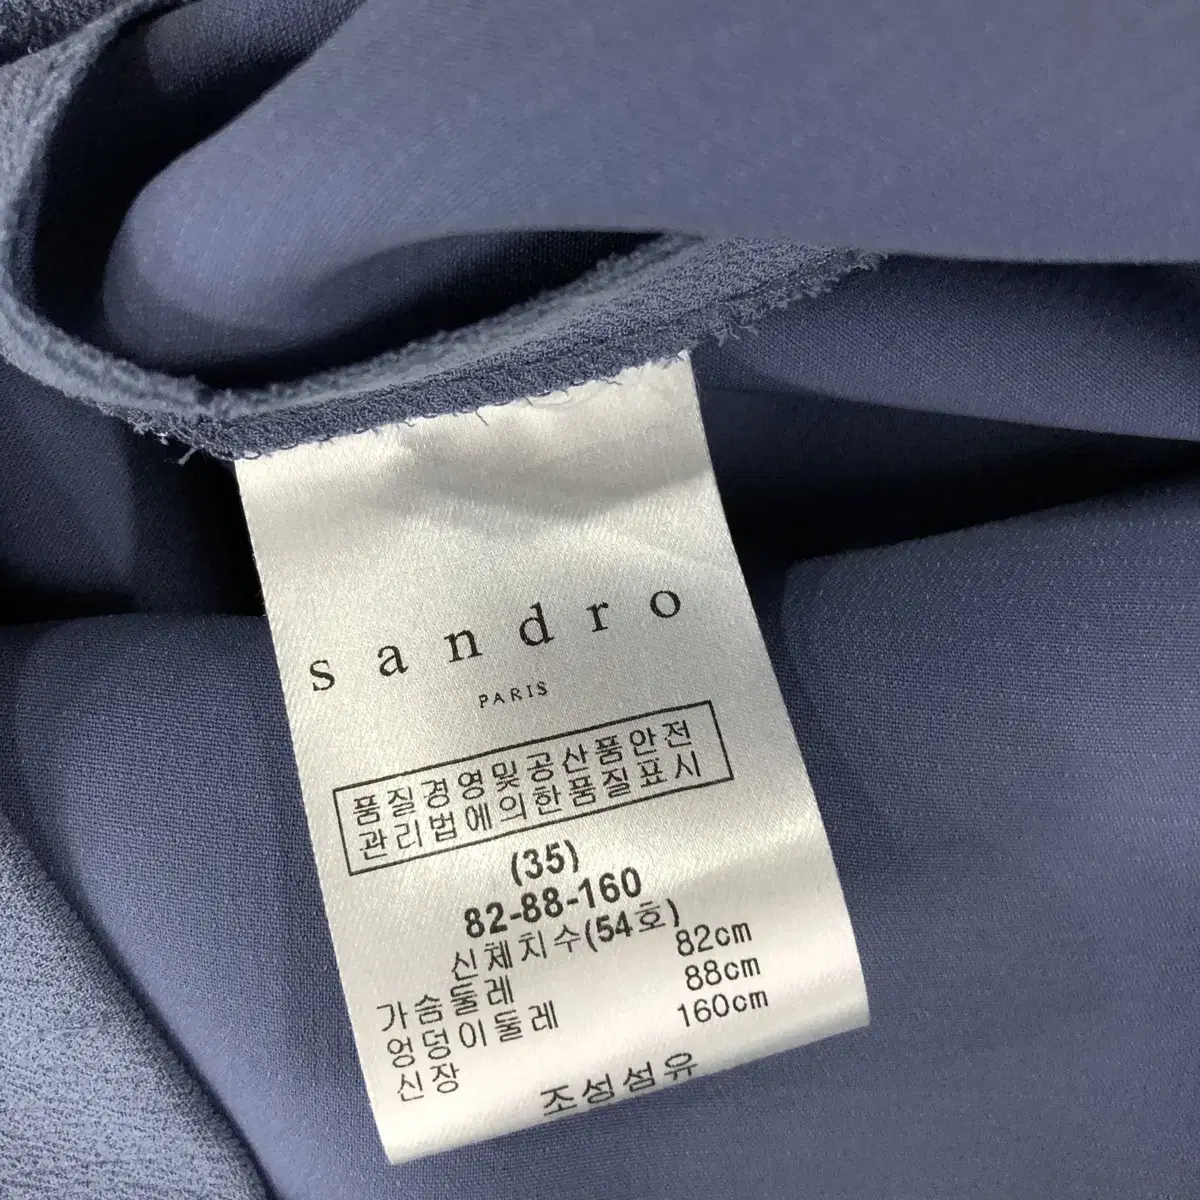 sandro
PARIS
품질경영및공산품안전
관리법에의한품질표시
(35)
82-88-160
신체치수(54호)
가슴둘레 82cm
엉덩이둘레 88cm
신장 160cm
조성섬유